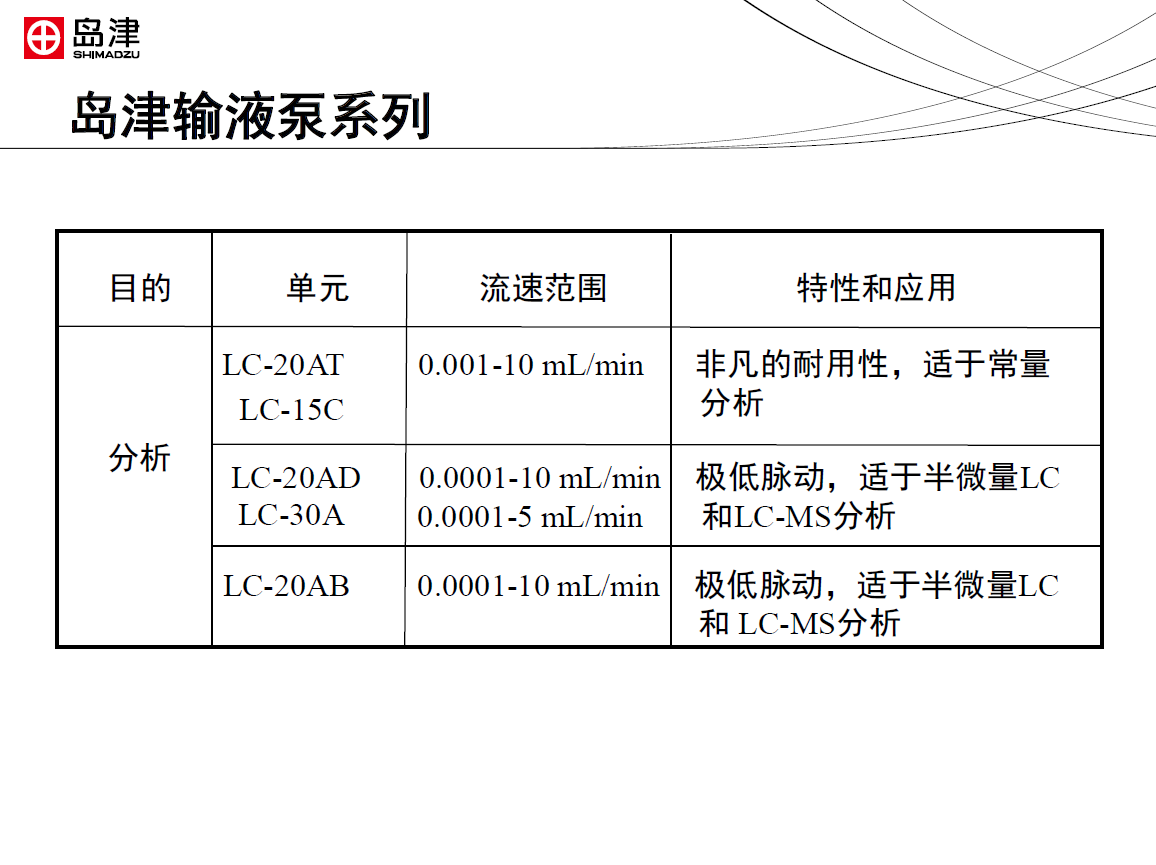 岛津
SHIMADZU
岛津输液泵系列
目的 单元 流速范围 特性和应用
分析
LC-20AT 0.001-10 mL/min 非凡的耐用性，适于常量
LC-15C 分析
LC-20AD 0.0001-10 mL/min 极低脉动，适于半微量LC
LC-30A 0.0001-5 mL/min 和LC-MS分析
LC-20AB 0.0001-10 mL/min 极低脉动，适于半微量LC
和 LC-MS分析